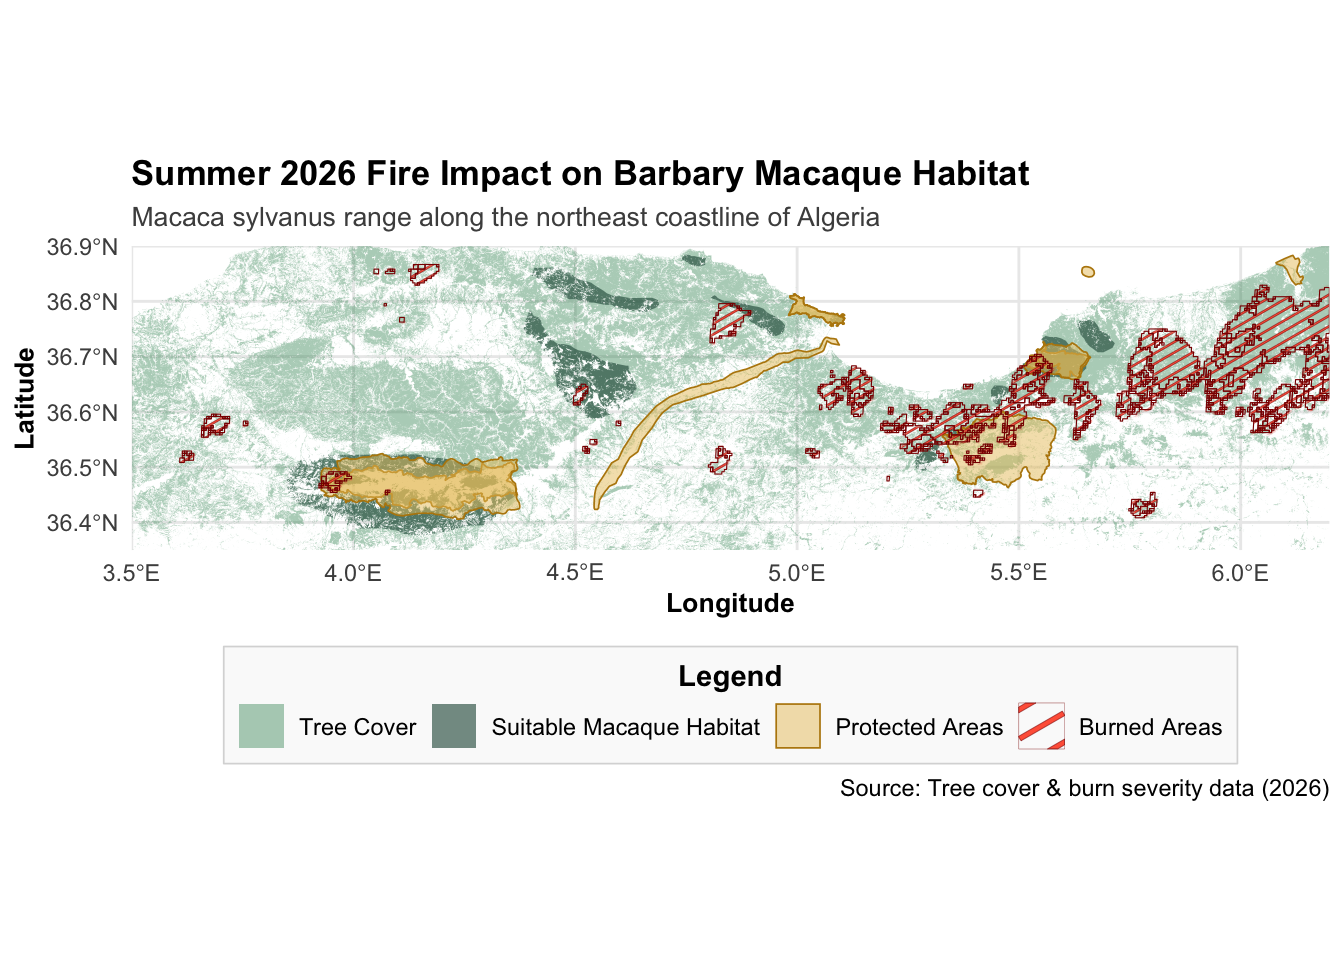 Summer 2026 Fire Impact on Barbary Macaque Habitat
Macaca sylvanus range along the northeast coastline of Algeria
36.9°N
36.8°N
36.7°N
36.6°N
36.5°N
36.4°N
Latitude
3.5°E 4.0°E 4.5°E 5.0°E 5.5°E 6.0°E
Longitude
Legend
Tree Cover Suitable Macaque Habitat Protected Areas Burned Areas
Source: Tree cover & burn severity data (2026)